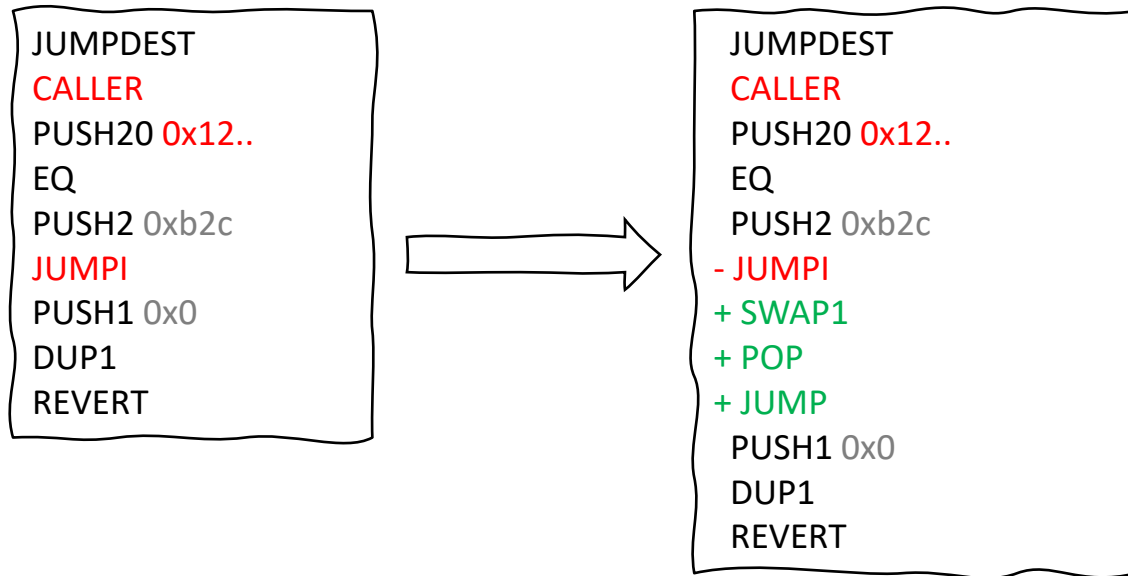 JUMPDEST
CALLER
PUSH20 0x12..
EQ
PUSH2 0xb2c
JUMPI
PUSH1 0x0
DUP1
REVERT
JUMPDEST
CALLER
PUSH20 0x12..
EQ
PUSH2 0xb2c
- JUMPI
+ SWAP1
+ POP
+ JUMP
PUSH1 0x0
DUP1
REVERT